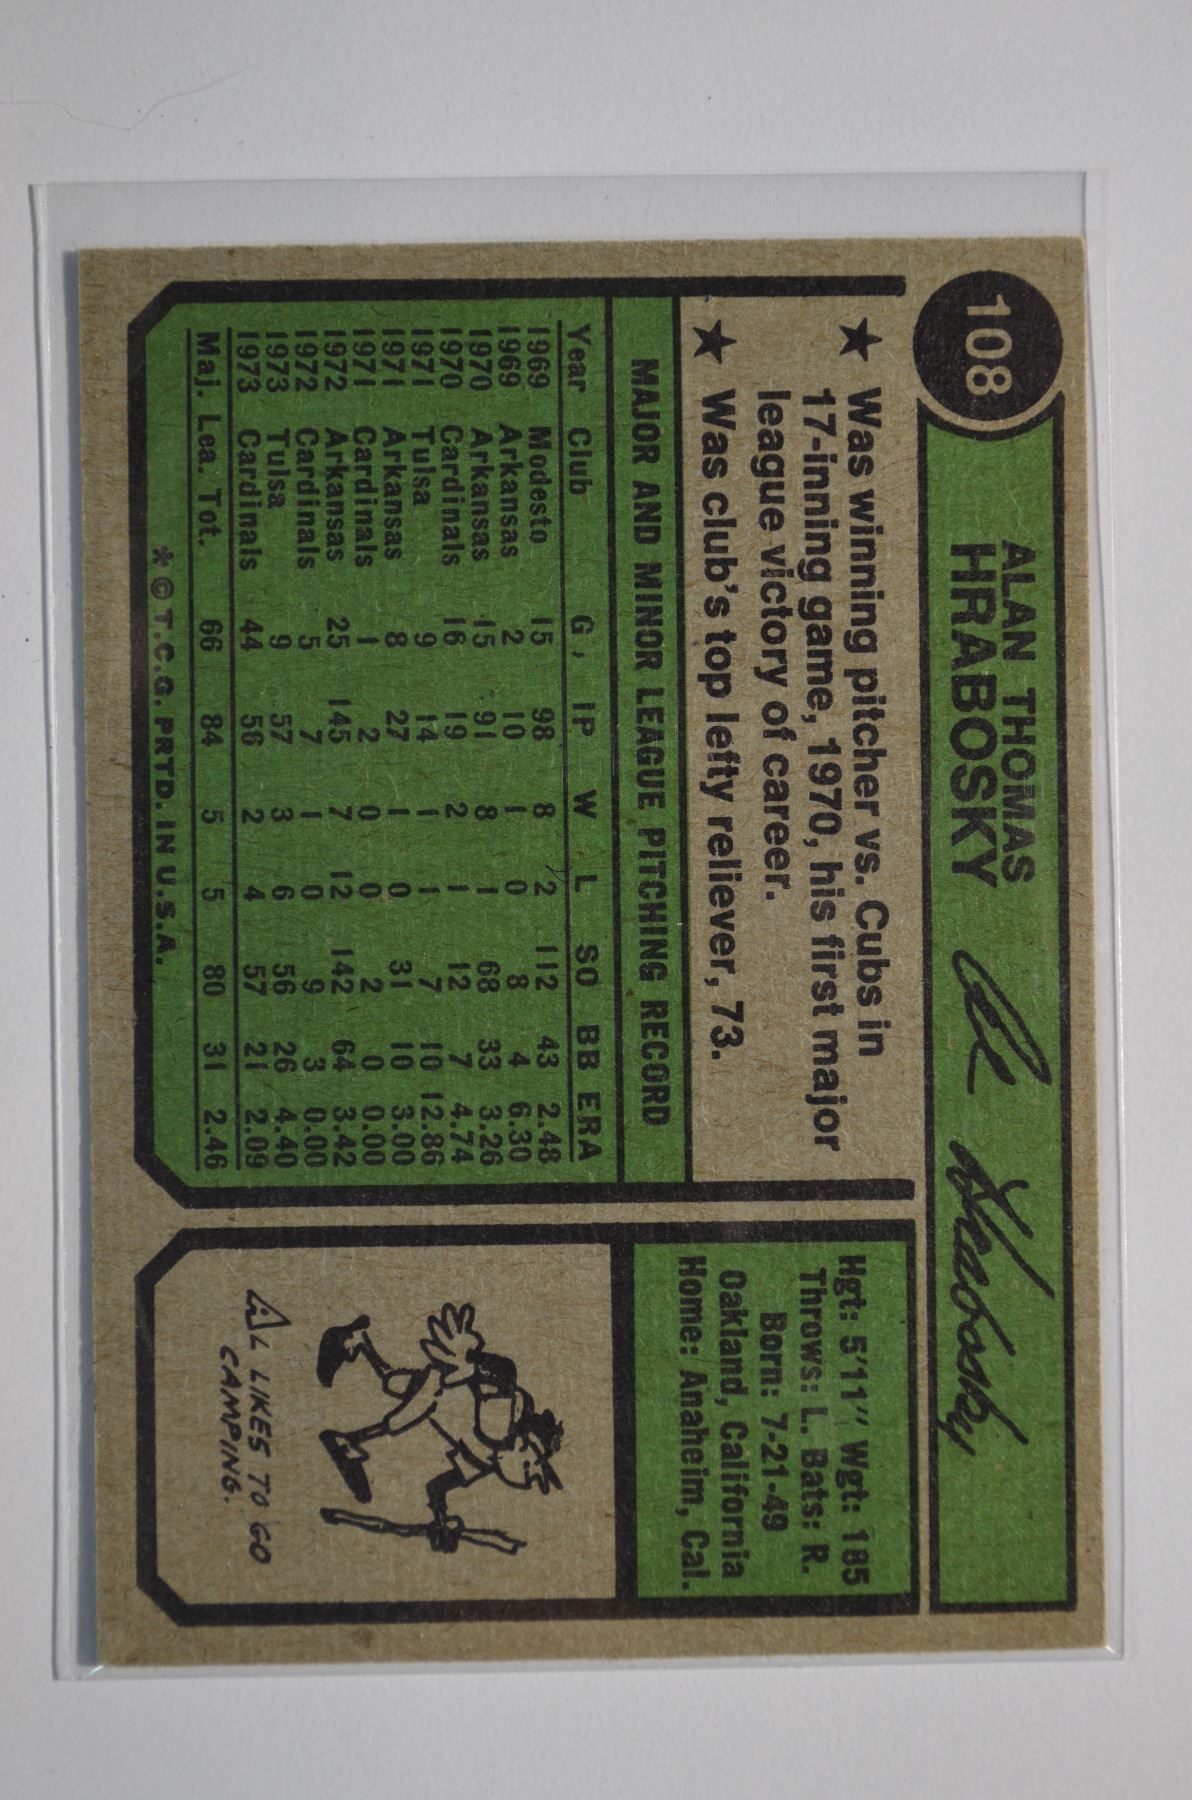 108
ALAN THOMAS
HRABOSKY
Al Hrabosky
★ Was winning pitcher vs. Cubs in
17-inning game, 1970, his first major
league victory of career.
★ Was club's top lefty reliever, 73.
MAJOR AND MINOR LEAGUE PITCHING RECORD
Year Club G, IP W L SO BB ERA
1969 Modesto 15 98 8 2 112 43 2.48
1969 Arkansas 2 10 1 0 8 4 6.30
1970 Arkansas 15 91 8 1 68 33 3.26
1970 Cardinals 16 19 2 1 12 7 4.74
1971 Tulsa 9 14 1 1 7 10 12.86
1971 Arkansas 8 27 1 0 31 10 3.00
1971 Cardinals 1 2 0 0 2 0 0.00
1972 Arkansas 25 145 7 12 142 64 3.42
1972 Cardinals 5 7 1 0 9 3 0.00
1973 Tulsa 9 57 3 6 56 26 4.40
1973 Cardinals 44 56 2 4 57 21 2.09
Maj. Lea. Tot. 66 84 5 5 80 31 2.46
*©T.C.G. PRTD. IN U.S.A.
Hgt: 5'11" Wgt: 185
Throws: L. Bats: R.
Born: 7-21-49
Oakland, California
Home: Anaheim, Cal.
AL LIKES TO GO
CAMPING.